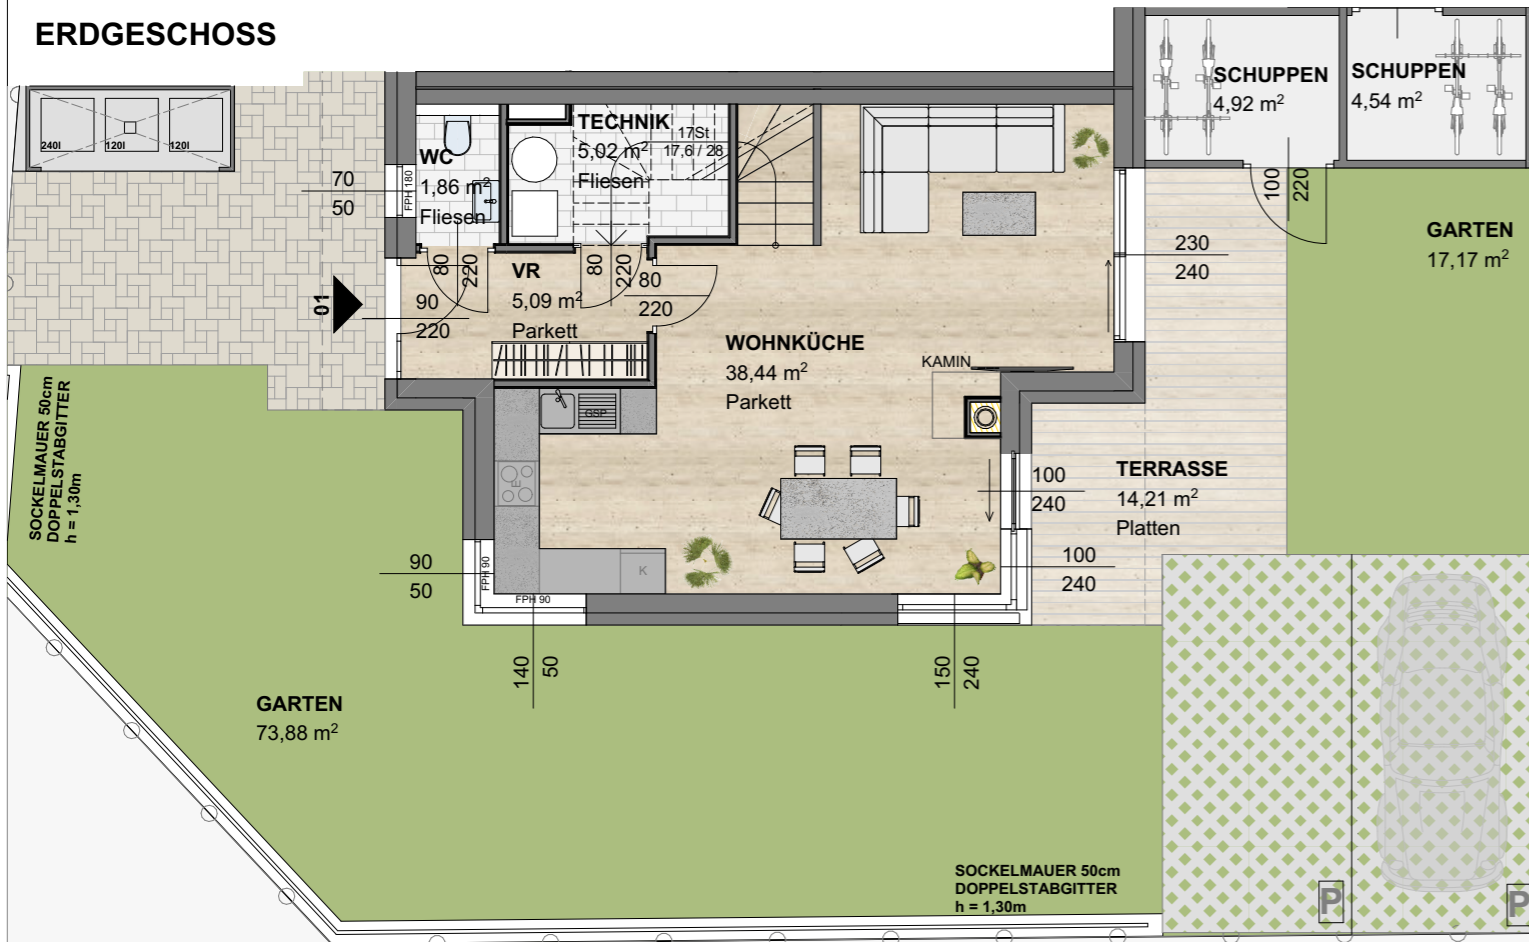 ERDGESCHOSS
SCHUPPEN
4,92 m²
SCHUPPEN
4,54 m²
240l
120l
120l
WC
1,86 m²
Fliesen
FPH 180
70
50
TECHNIK
5,02 m²
Fliesen
17St
17,6 / 28
100
220
GARTEN
17,17 m²
230
240
80
220
VR
5,09 m²
Parkett
80
220
80
220
90
220
01
WOHNKÜCHE
38,44 m²
Parkett
KAMIN
GSP
E
K
SOCKELMAUER 50cm
DOPPELSTABGITTER
h = 1,30m
TERRASSE
14,21 m²
Platten
100
240
100
240
90
50
FPH 90
FPH 90
140
50
150
240
GARTEN
73,88 m²
SOCKELMAUER 50cm
DOPPELSTABGITTER
h = 1,30m
P
P